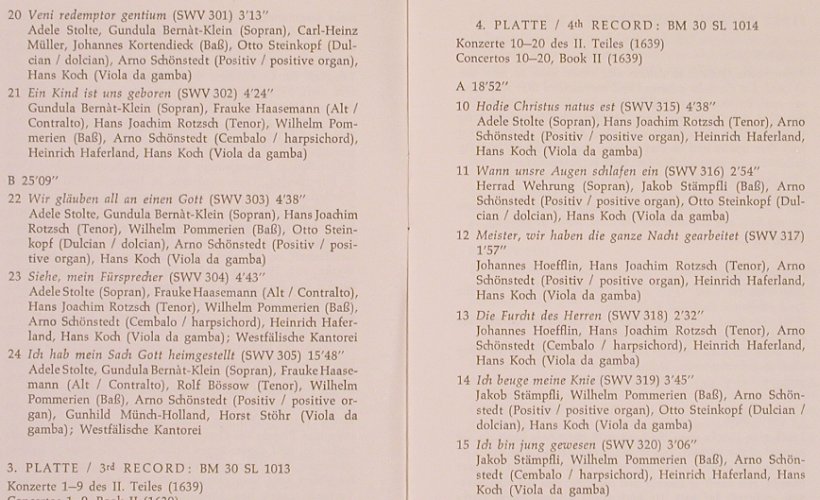 20 Veni redemptor gentium (SWV 301) 3'13"
Adele Stolte, Gundula Bernàt-Klein (Sopran), Carl-Heinz
Müller, Johannes Kortendieck (Baß), Otto Steinkopf (Dul-
cian / dolcian), Arno Schönstedt (Positiv / positive organ),
Hans Koch (Viola da gamba)
21 Ein Kind ist uns geboren (SWV 302) 4'24"
Gundula Bernàt-Klein (Sopran), Frauke Haasemann (Alt /
Contralto), Hans Joachim Rotzsch (Tenor), Wilhelm Pom-
merien (Baß), Arno Schönstedt (Cembalo / harpsichord),
Heinrich Haferland, Hans Koch (Viola da gamba)
B 25'09"
22 Wir gläuben all an einen Gott (SWV 303) 4'38"
Adele Stolte, Gundula Bernàt-Klein (Sopran), Hans Joachim
Rotzsch (Tenor), Wilhelm Pommerien (Baß), Otto Stein-
kopf (Dulcian / dolcian), Arno Schönstedt (Positiv / posi-
tive organ), Hans Koch (Viola da gamba)
23 Siehe, mein Fürsprecher (SWV 304) 4'43"
Adele Stolte (Sopran), Frauke Haasemann (Alt / Contralto),
Hans Joachim Rotzsch (Tenor), Wilhelm Pommerien (Baß),
Arno Schönstedt (Cembalo / harpsichord), Heinrich Hafer-
land, Hans Koch (Viola da gamba); Westfälische Kantorei
24 Ich hab mein Sach Gott heimgestellt (SWV 305) 15'48"
Adele Stolte, Gundula Bernàt-Klein (Sopran), Frauke Haase-
mann (Alt / Contralto), Rolf Bössow (Tenor), Wilhelm
Pommerien (Baß), Arno Schönstedt (Positiv / positive or-
gan), Gunhild Münch-Holland, Horst Stöhr (Viola da
gamba); Westfälische Kantorei
3. PLATTE / 3rd RECORD: BM 30 SL 1013
Konzerte 1–9 des II. Teiles (1639)
Concertos 1–9, Book II (1639)
4. PLATTE / 4th RECORD: BM 30 SL 1014
Konzerte 10–20 des II. Teiles (1639)
Concertos 10–20, Book II (1639)
A 18'52"
10 Hodie Christus natus est (SWV 315) 4'38"
Adele Stolte (Sopran), Hans Joachim Rotzsch (Tenor), Arno
Schönstedt (Positiv / positive organ), Heinrich Haferland,
Hans Koch (Viola da gamba)
11 Wann unsre Augen schlafen ein (SWV 316) 2'54"
Herrad Wehrung (Sopran), Jakob Stämpfli (Baß), Arno
Schönstedt (Positiv / positive organ), Otto Steinkopf (Dul-
cian / dolcian), Hans Koch (Viola da gamba)
12 Meister, wir haben die ganze Nacht gearbeitet (SWV 317)
1'57"
Johannes Hoefflin, Hans Joachim Rotzsch (Tenor), Arno
Schönstedt (Positiv / positive organ), Heinrich Haferland,
Hans Koch (Viola da gamba)
13 Die Furcht des Herren (SWV 318) 2'32"
Johannes Hoefflin, Hans Joachim Rotzsch (Tenor), Arno
Schönstedt (Cembalo / harpsichord), Heinrich Haferland,
Hans Koch (Viola da gamba)
14 Ich beuge meine Knie (SWV 319) 3'45"
Jakob Stämpfli, Wilhelm Pommerien (Baß), Arno Schön-
stedt (Positiv / positive organ), Otto Steinkopf (Dulcian /
dolcian), Hans Koch (Viola da gamba)
15 Ich bin jung gewesen (SWV 320) 3'06"
Jakob Stämpfli, Wilhelm Pommerien (Baß), Arno Schön-
stedt (Cembalo / harpsichord), Heinrich Haferland, Hans
Koch (Viola da gamba)